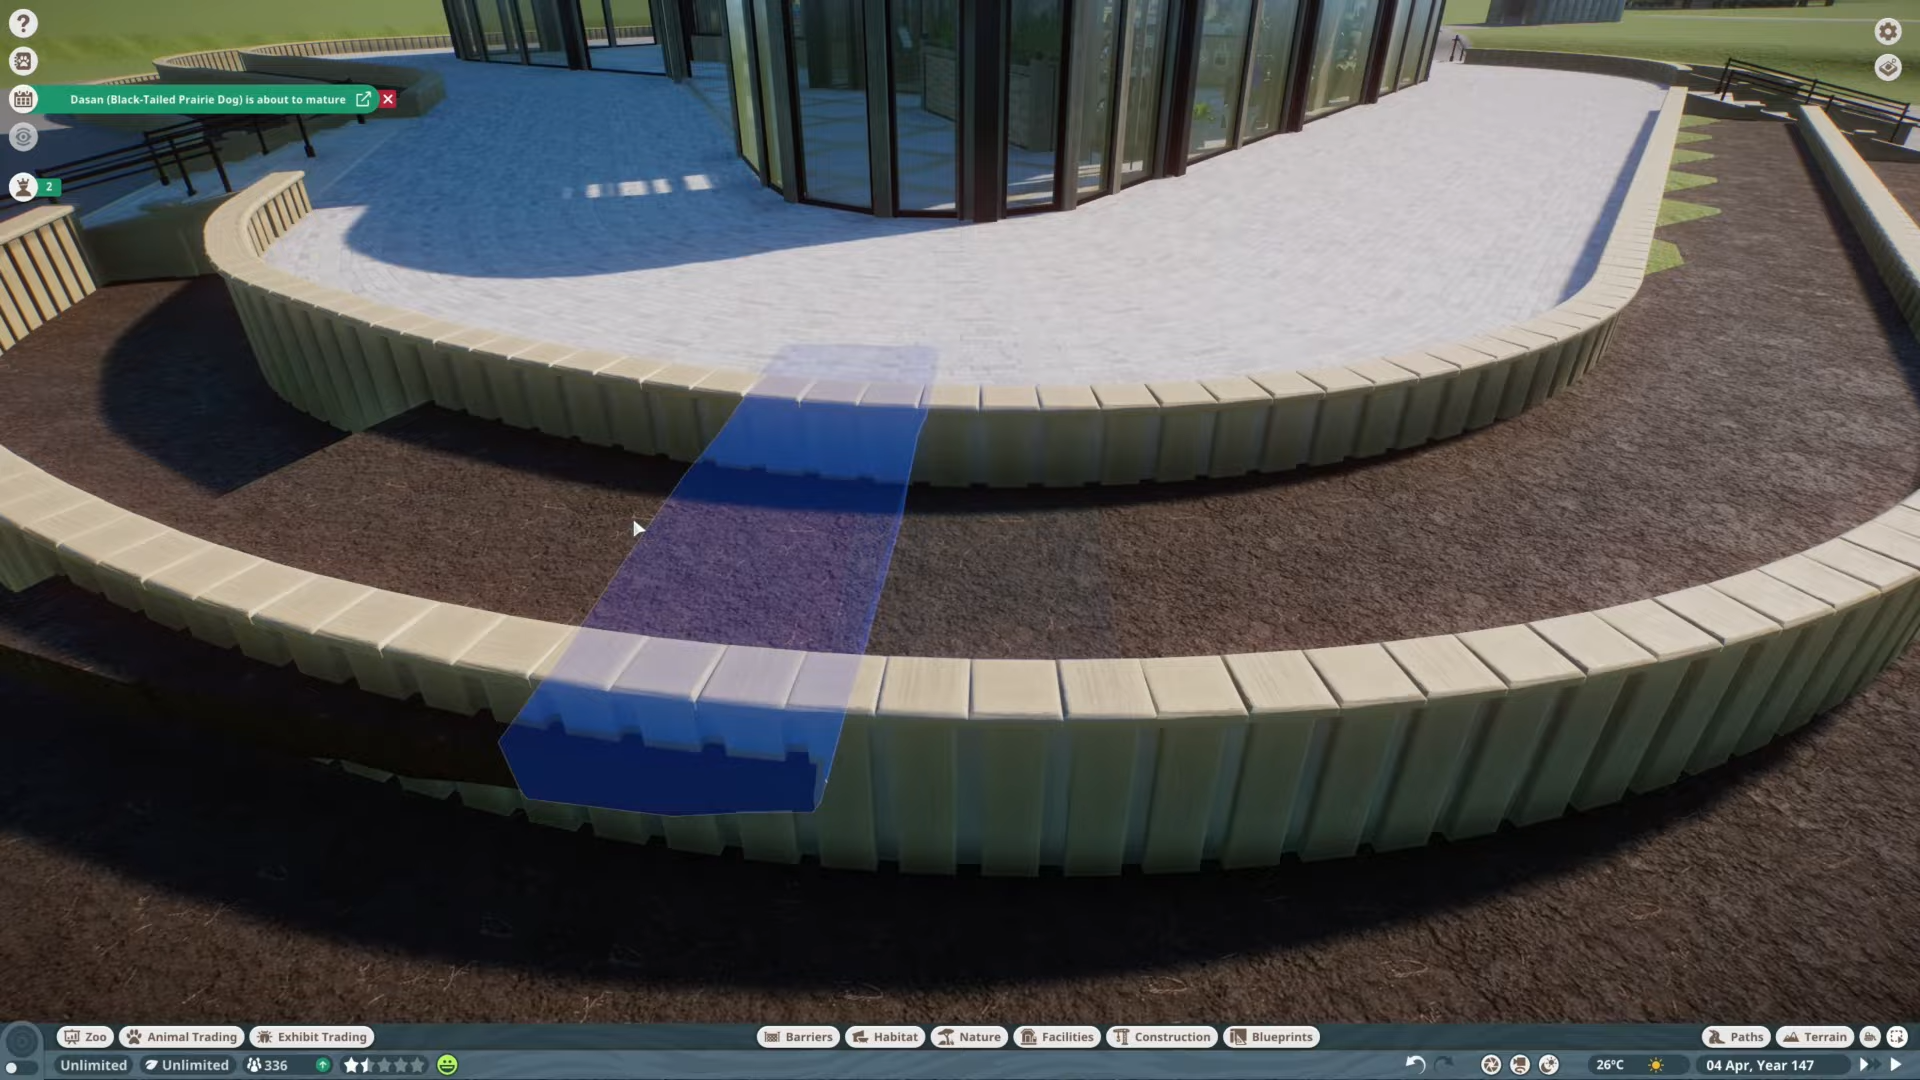 ?
Dasan (Black-Tailed Prairie Dog) is about to mature
2
Zoo
Animal Trading
Exhibit Trading
Barriers
Habitat
Nature
Facilities
Construction
Blueprints
Paths
Terrain
Unlimited
Unlimited
336
26°C
04 Apr, Year 147